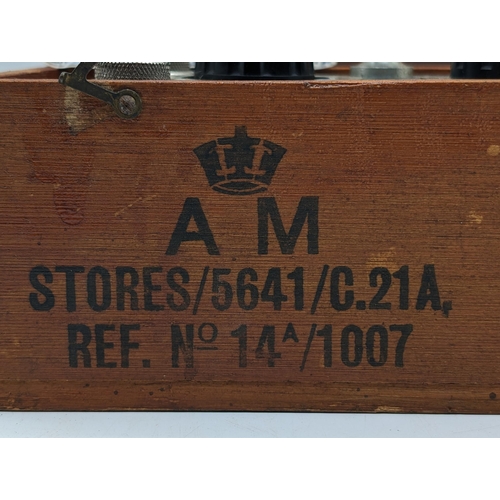 A M
STORES/5641/C.21A,
REF. Nº 14ᴬ/1007